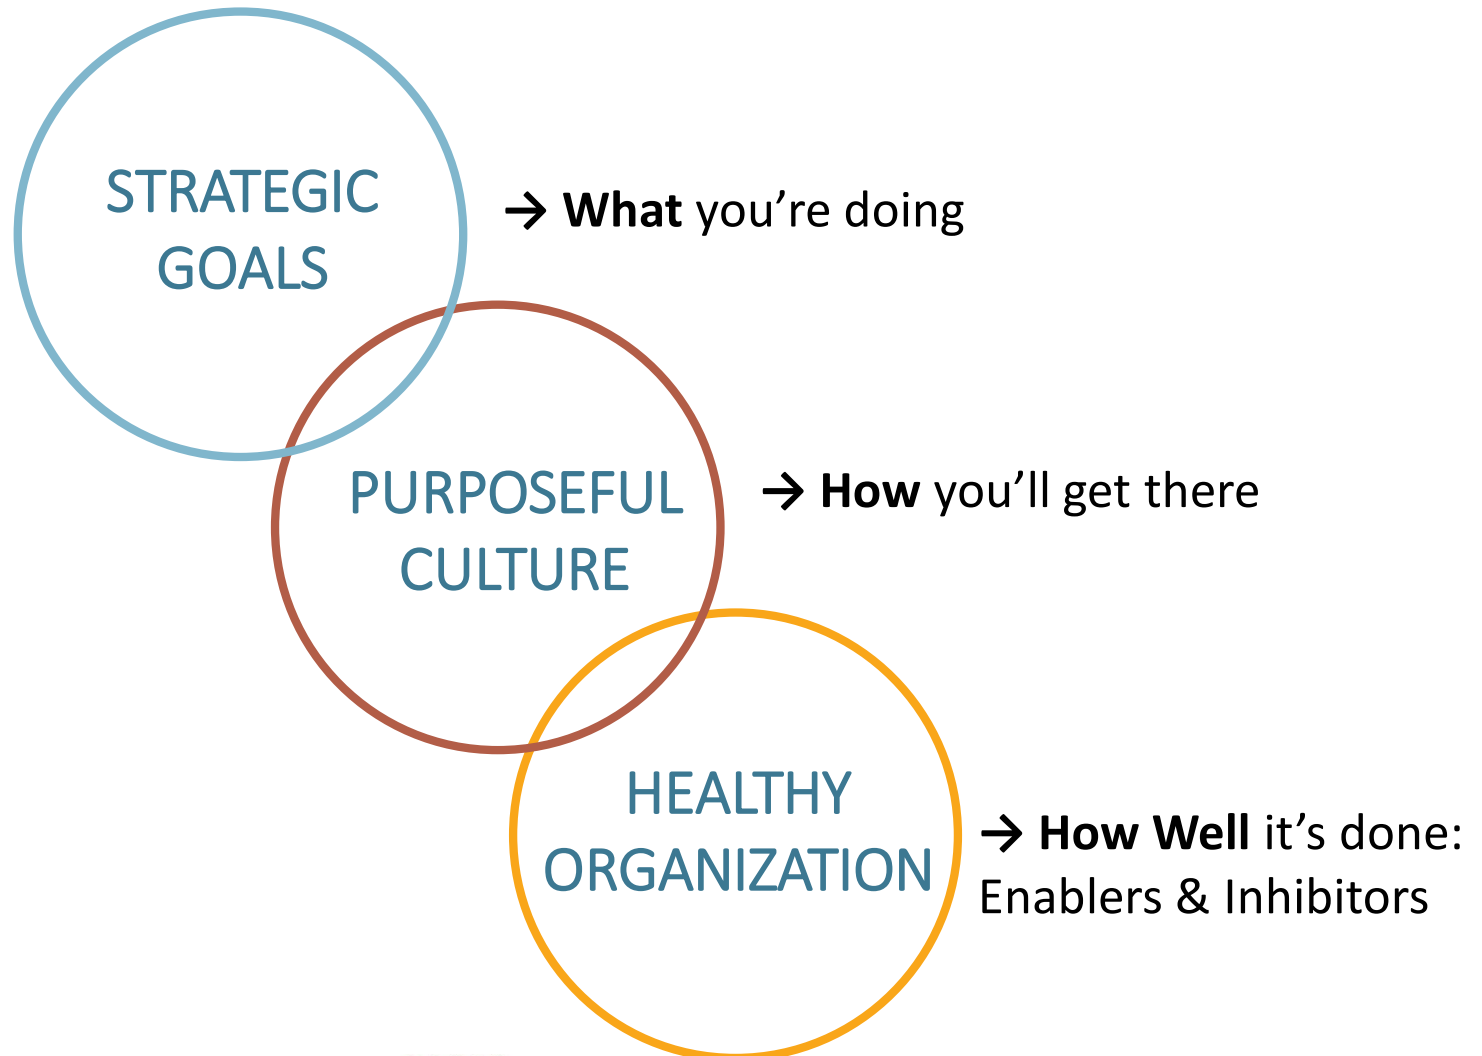 STRATEGIC
GOALS
→ What you’re doing
PURPOSEFUL
CULTURE
→ How you’ll get there
HEALTHY
ORGANIZATION
→ How Well it’s done:
Enablers & Inhibitors